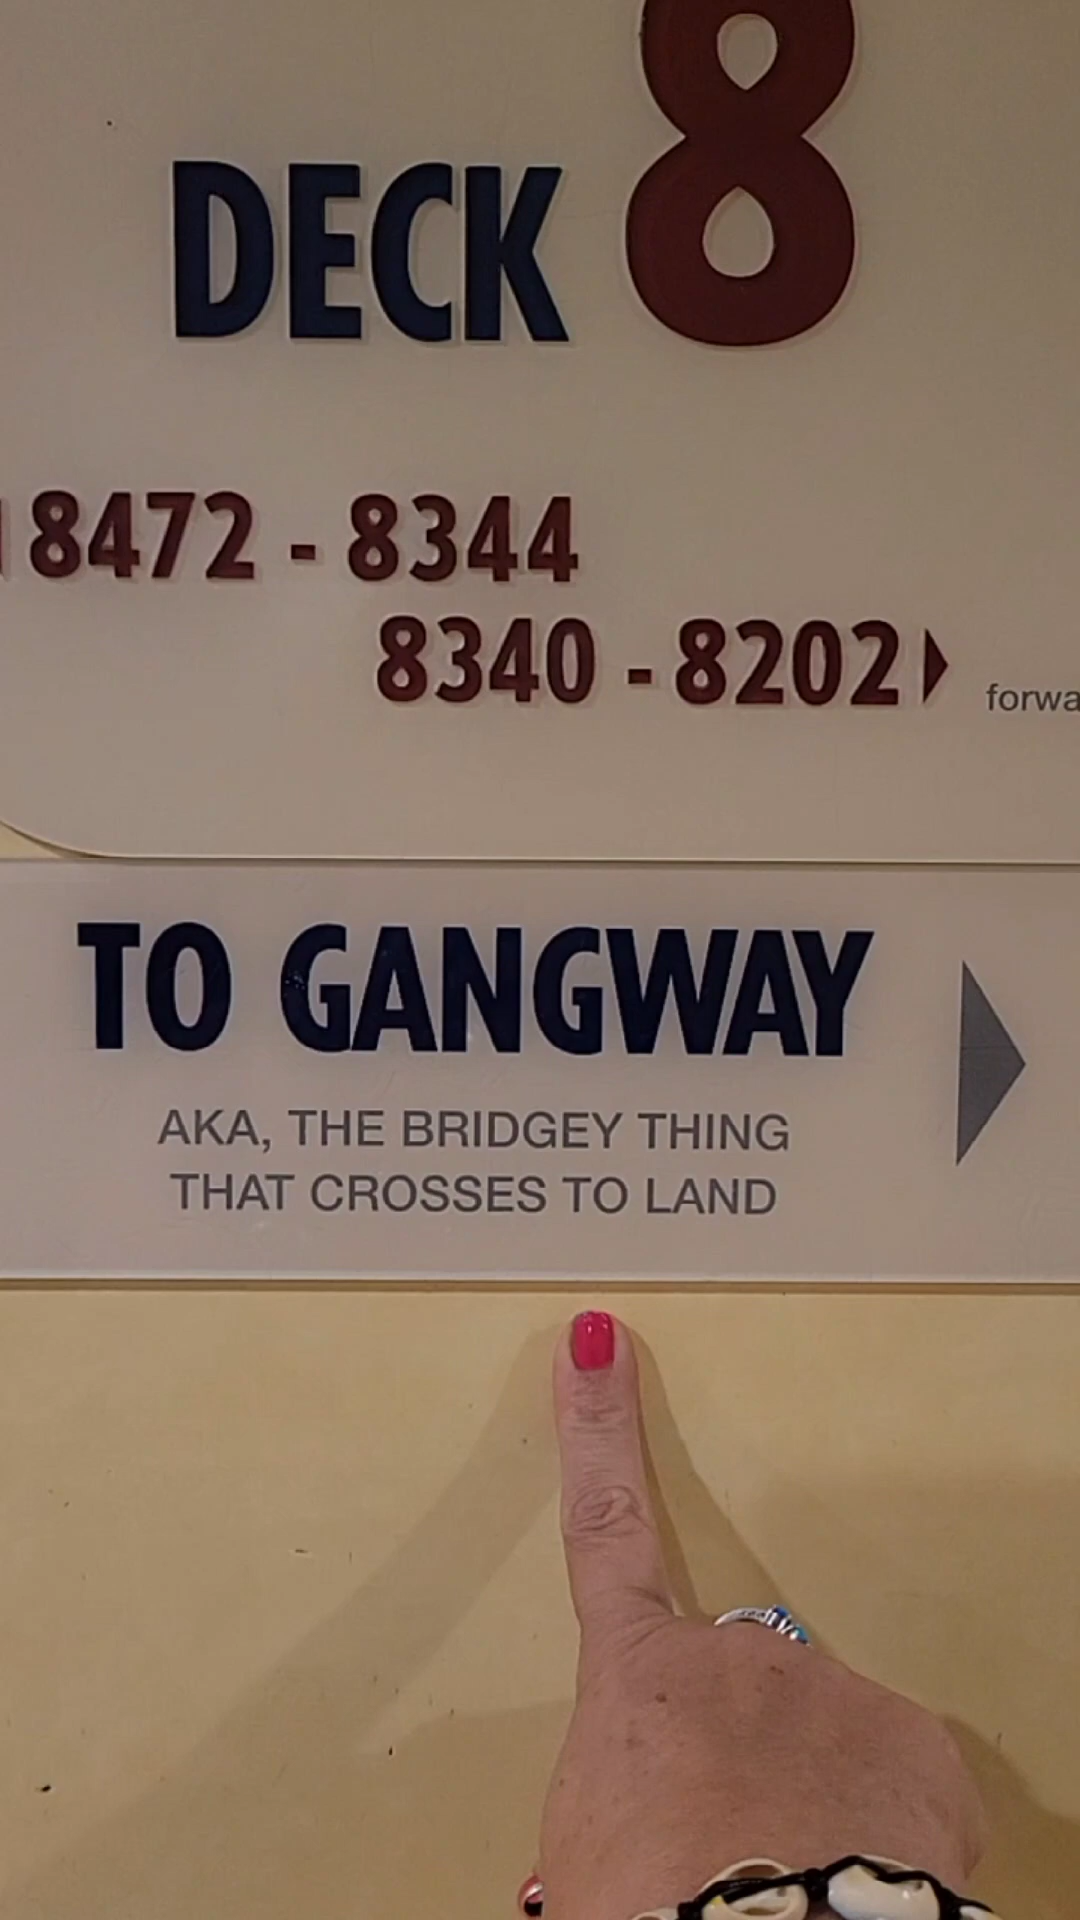 DECK 8
8472 - 8344
8340 - 8202
TO GANGWAY
AKA, THE BRIDGEY THING
THAT CROSSES TO LAND